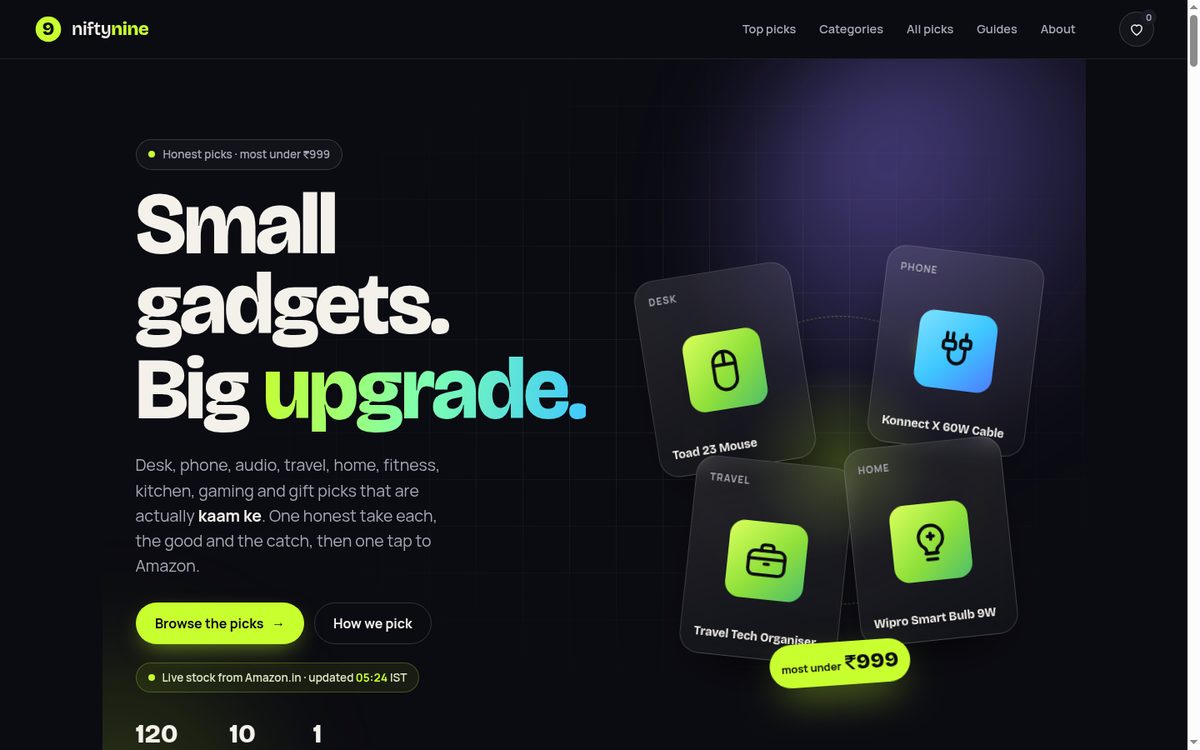 9 niftynine
Top picks Categories All picks Guides About 0
Honest picks · most under ₹999
Small
gadgets.
Big upgrade.
Desk, phone, audio, travel, home, fitness,
kitchen, gaming and gift picks that are
actually kaam ke. One honest take each,
the good and the catch, then one tap to
Amazon.
Browse the picks →
How we pick
Live stock from Amazon.in · updated 05:24 IST
120 10 1
DESK
Toad 23 Mouse
PHONE
Konnect X 60W Cable
TRAVEL
Travel Tech Organiser
HOME
Wipro Smart Bulb 9W
most under ₹999